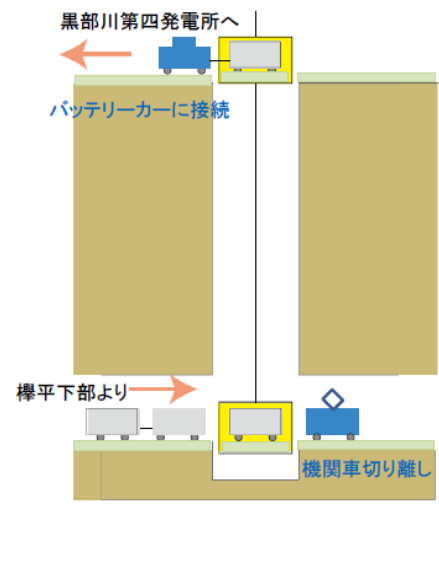 黒部川第四発電所へ
バッテリーカーに接続
欅平下部より
機関車切り離し